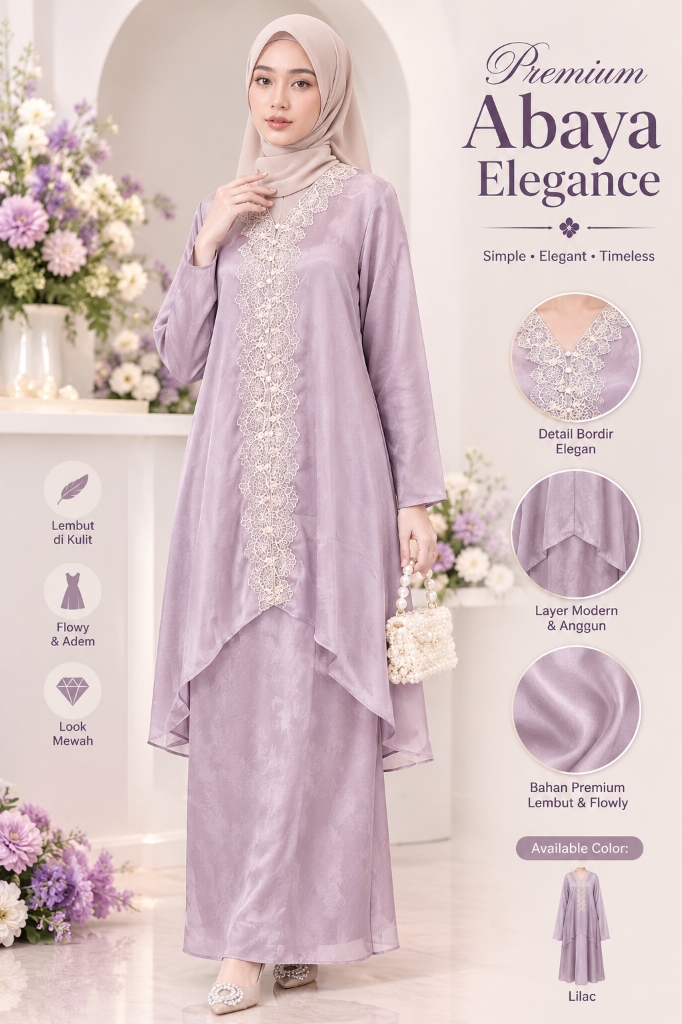 Premium
Abaya
Elegance
Simple • Elegant • Timeless
Detail Bordir
Elegan
Lembut
di Kulit
Layer Modern
& Anggun
Flowy
& Adem
Look
Mewah
Bahan Premium
Lembut & Flowly
Available Color:
Lilac